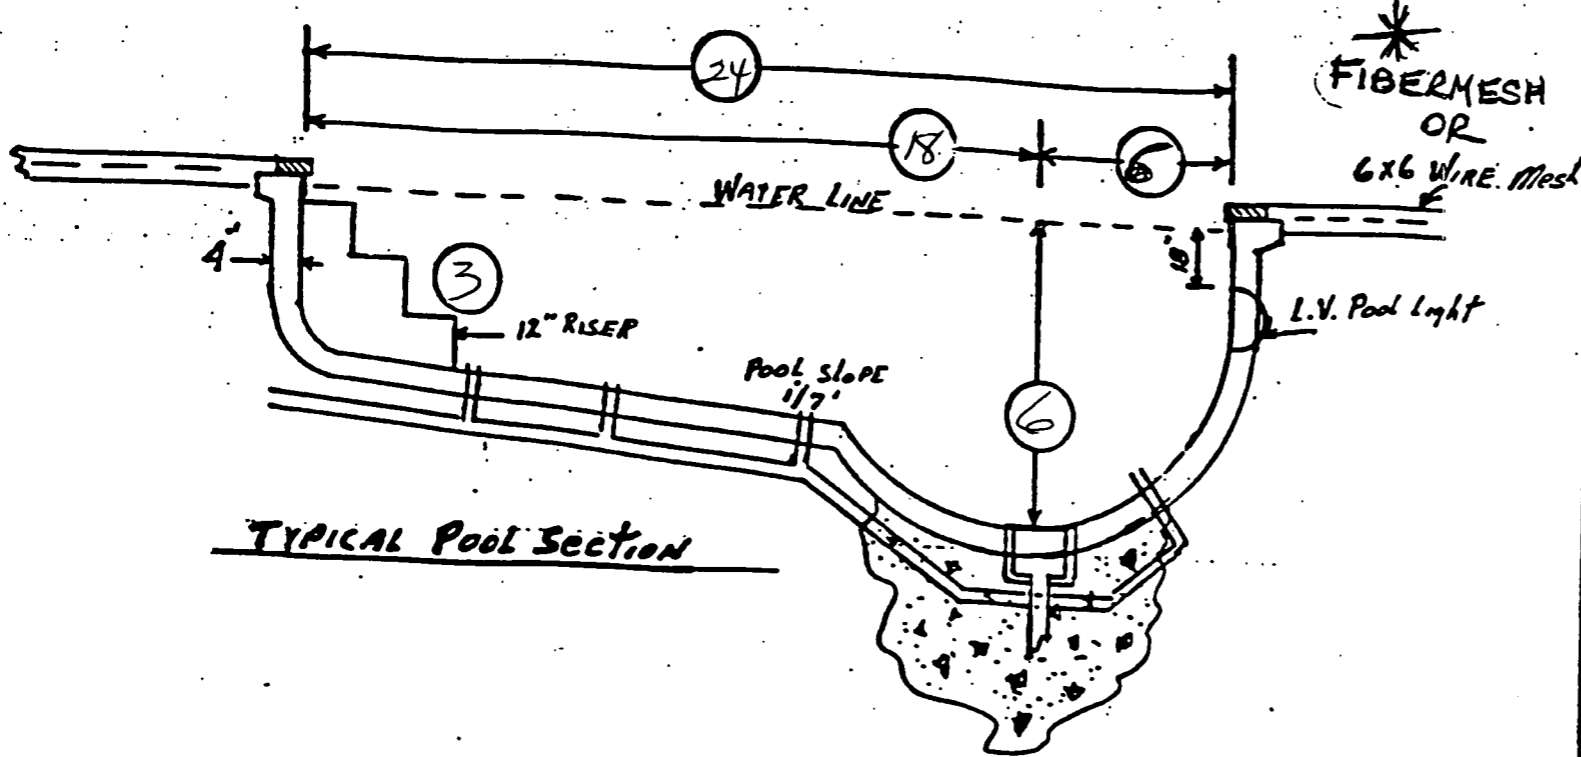 24
18
6
FIBERMESH
OR
6x6 WIRE Mesh
WATER LINE
4"
3
12" RISER
18"
L.V. Pool Light
POOL SLOPE
1/7'
6
TYPICAL POOL SECTION